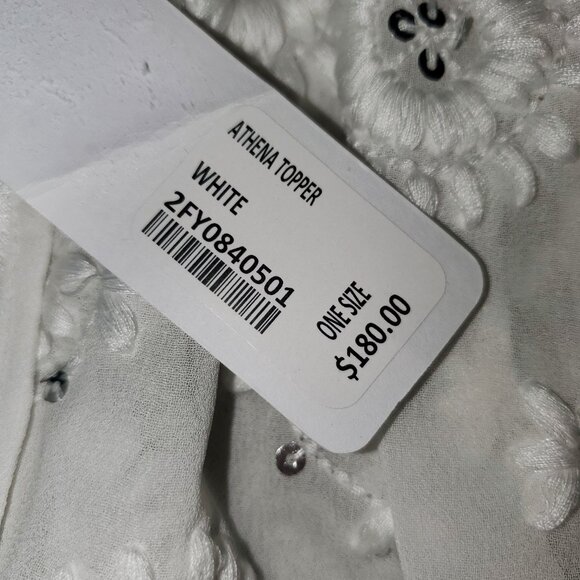 ATHENA TOPPER
WHITE
2FY0840501
ONE SIZE
$180.00